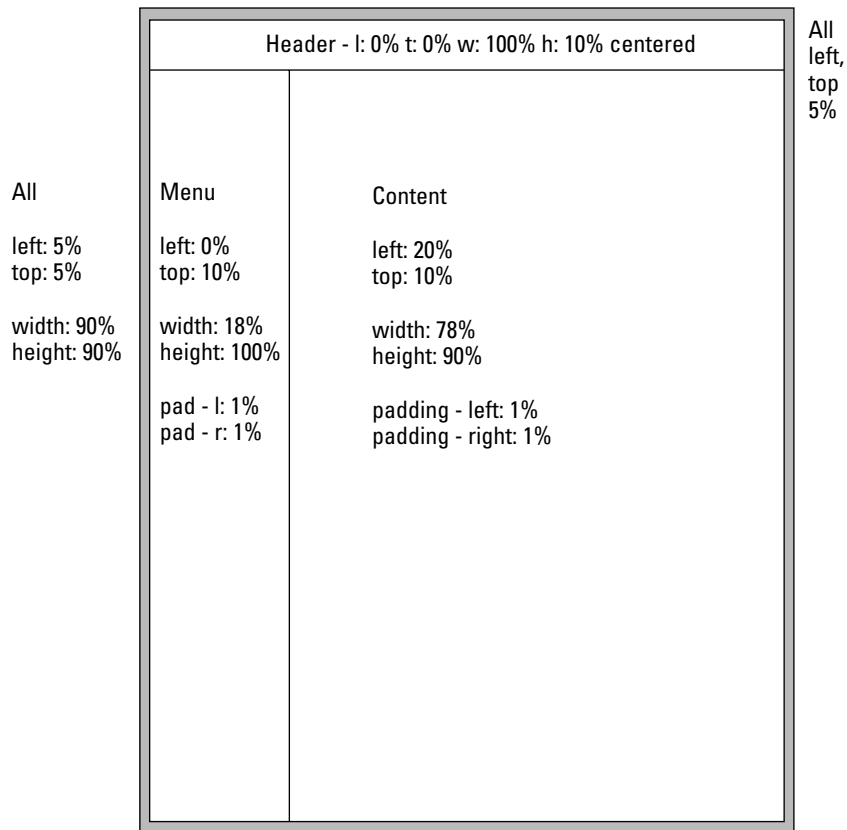 Header - l: 0% t: 0% w: 100% h: 10% centered
All
left,
top
5%
All
left: 5%
top: 5%
width: 90%
height: 90%
Menu
left: 0%
top: 10%
width: 18%
height: 100%
pad - l: 1%
pad - r: 1%
Content
left: 20%
top: 10%
width: 78%
height: 90%
padding - left: 1%
padding - right: 1%